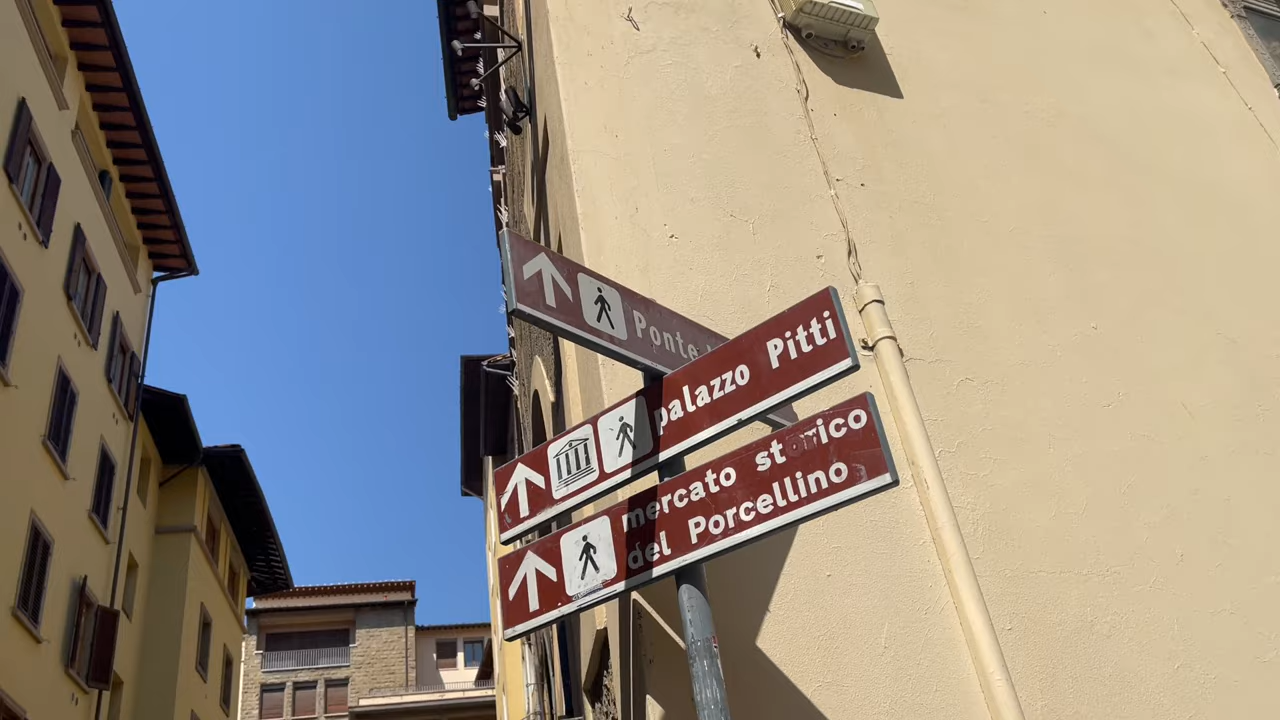 Ponte
palazzo Pitti
mercato storico
del Porcellino